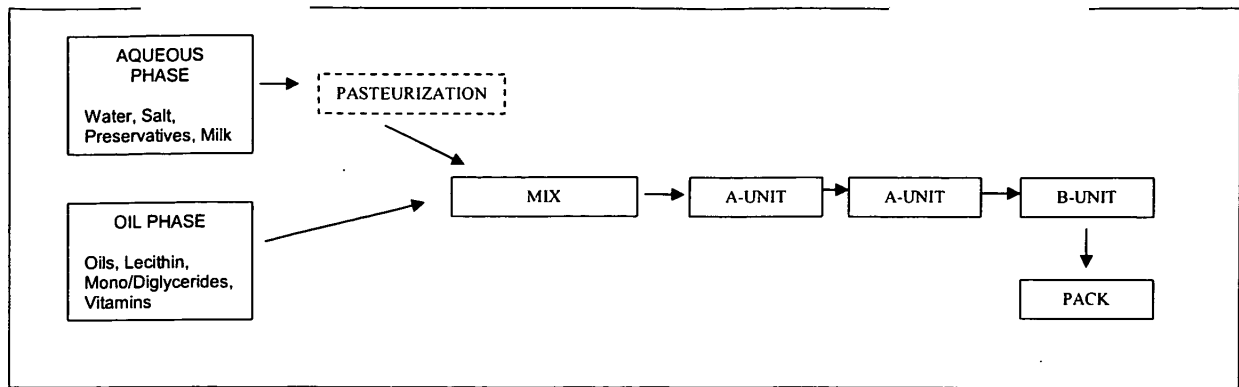 AQUEOUS
PHASE
Water, Salt,
Preservatives, Milk
PASTEURIZATION
OIL PHASE
Oils, Lecithin,
Mono/Diglycerides,
Vitamins
MIX
A-UNIT
A-UNIT
B-UNIT
PACK